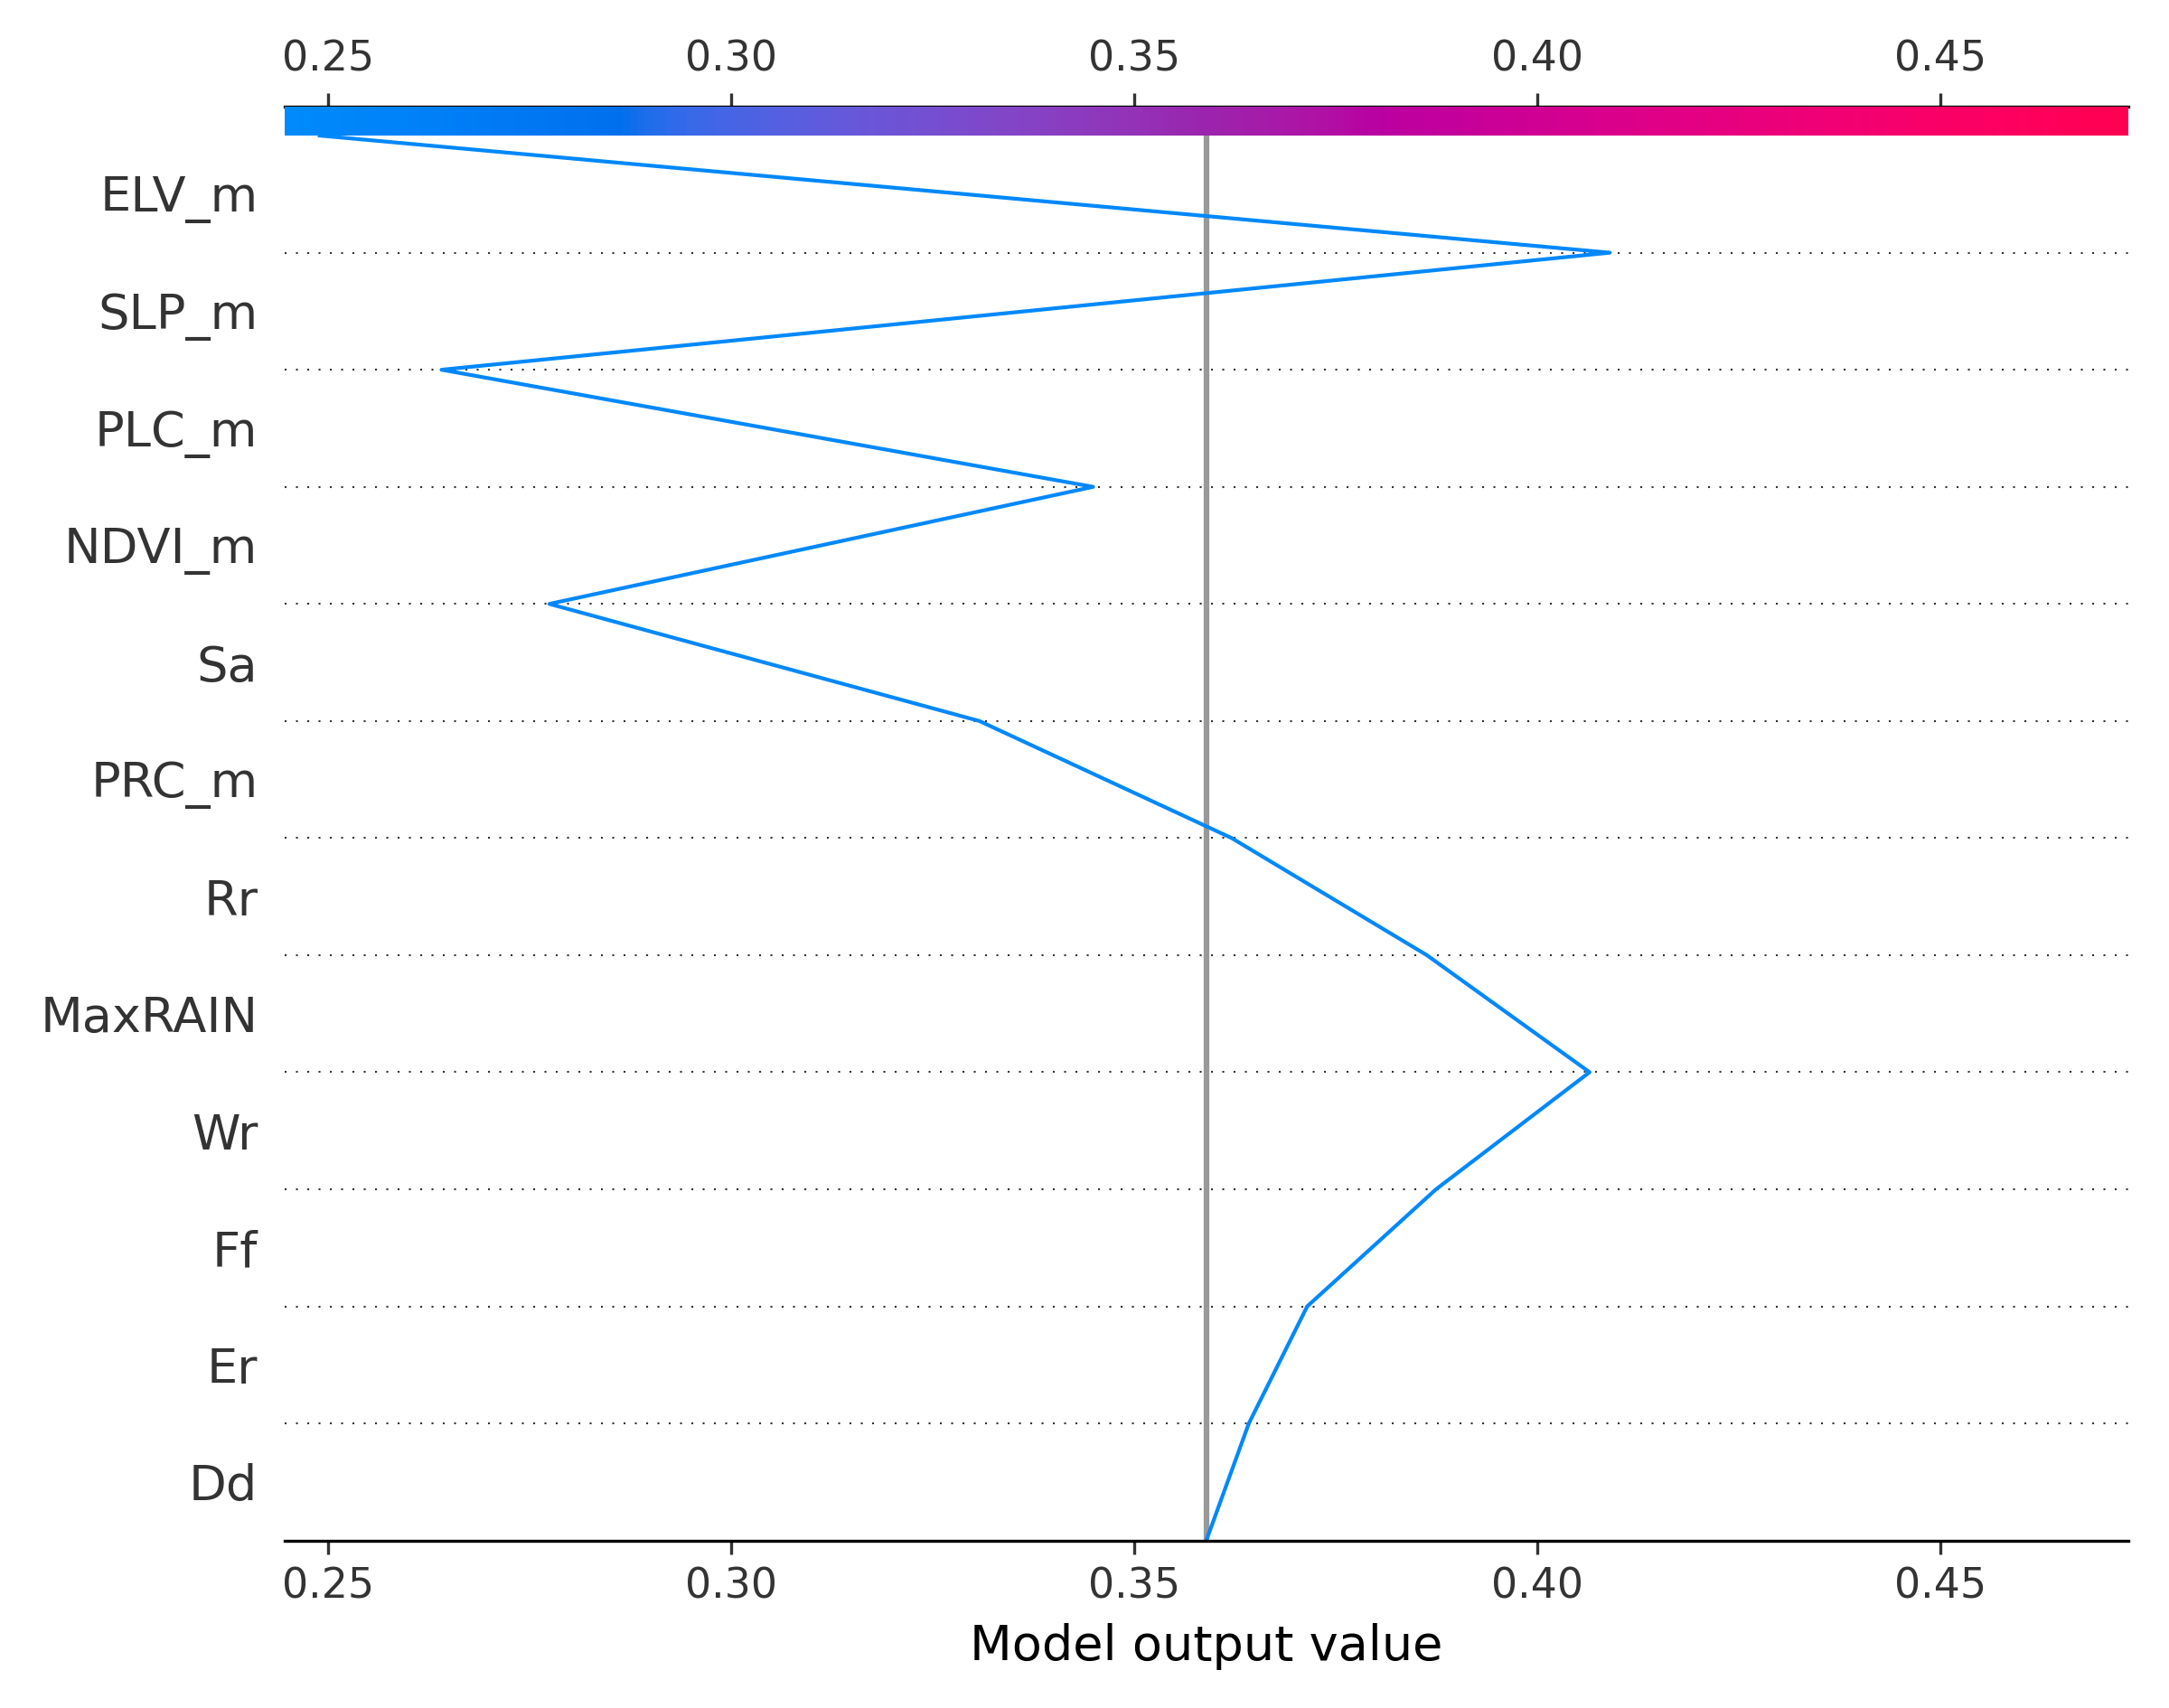 0.25 0.30 0.35 0.40 0.45
ELV_m
SLP_m
PLC_m
NDVI_m
Sa
PRC_m
Rr
MaxRAIN
Wr
Ff
Er
Dd
0.25 0.30 0.35 0.40 0.45
Model output value